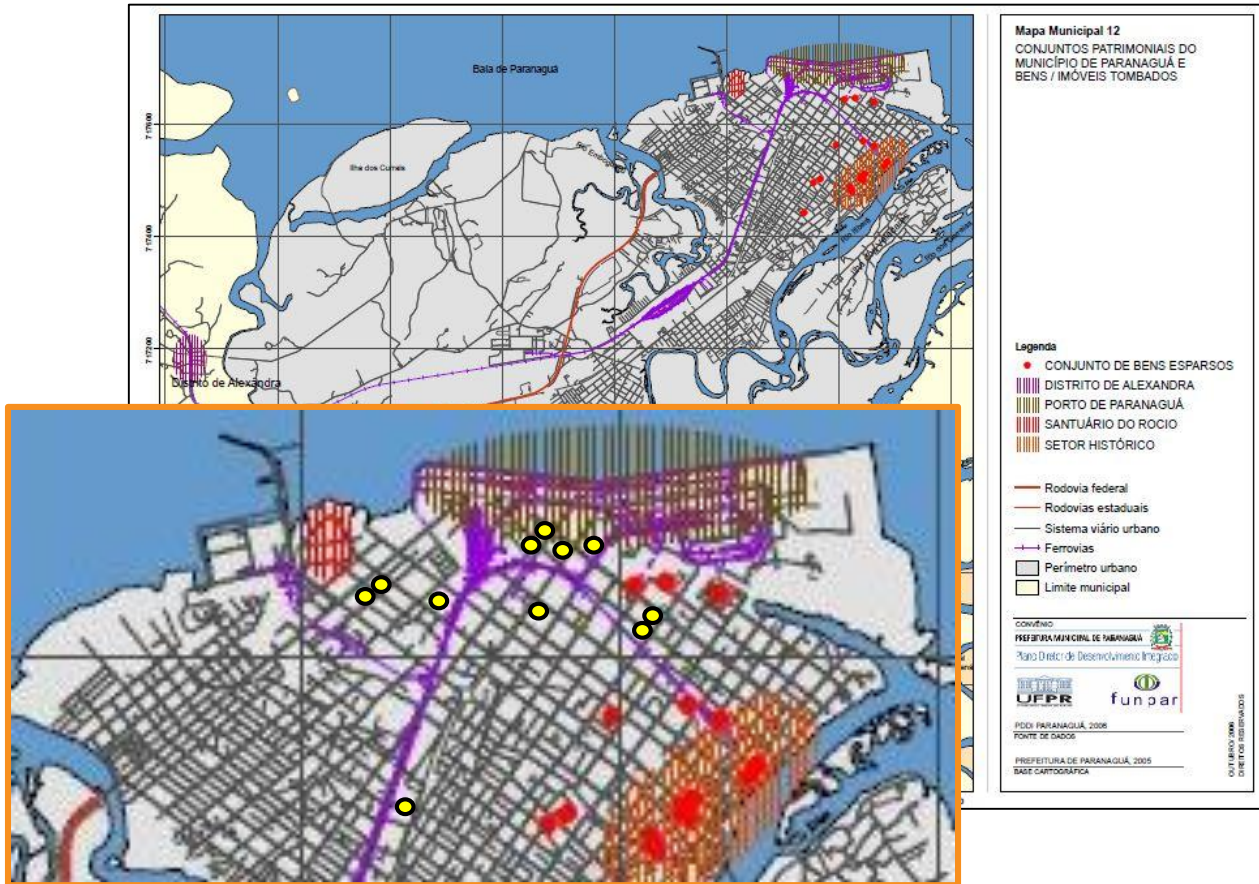 Mapa Municipal 12
CONJUNTOS PATRIMONIAIS DO
MUNICÍPIO DE PARANAGUÁ E
BENS / IMÓVEIS TOMBADOS
Baía de Paranaguá
Ilha dos Currais
717600
717400
717200
Distrito de Alexandra
Legenda
CONJUNTO DE BENS ESPARSOS
DISTRITO DE ALEXANDRA
PORTO DE PARANAGUÁ
SANTUÁRIO DO ROCIO
SETOR HISTÓRICO
Rodovia federal
Rodovias estaduais
Sistema viário urbano
Ferrovias
Perímetro urbano
Limite municipal
CONVÊNIO
PREFEITURA MUNICIPAL DE PARANAGUÁ
Plano Diretor de Desenvolvimento Integrado
UFPR
funpar
PDDI PARANAGUÁ, 2006
FONTE DE DADOS
PREFEITURA DE PARANAGUÁ, 2005
BASE CARTOGRÁFICA
OUTUBRO/ 2006
DIREITOS RESERVADOS